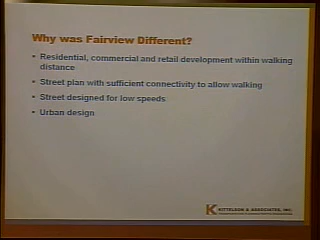 Why was Fairview Different?
• Residential, commercial and retail development within walking
distance
• Street plan with sufficient connectivity to allow walking
• Street designed for low speeds
• Urban design
KITTELSON & ASSOCIATES, INC.